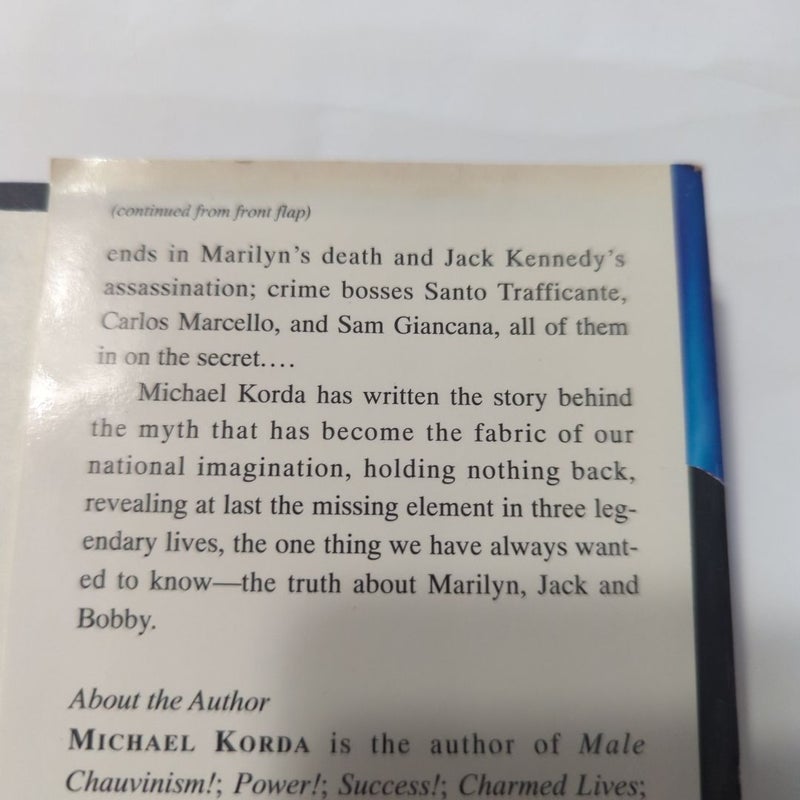 (continued from front flap)
ends in Marilyn's death and Jack Kennedy's
assassination; crime bosses Santo Trafficante,
Carlos Marcello, and Sam Giancana, all of them
in on the secret....
Michael Korda has written the story behind
the myth that has become the fabric of our
national imagination, holding nothing back,
revealing at last the missing element in three leg-
endary lives, the one thing we have always want-
ed to know—the truth about Marilyn, Jack and
Bobby.
About the Author
MICHAEL KORDA is the author of Male
Chauvinism!; Power!; Success!; Charmed Lives;